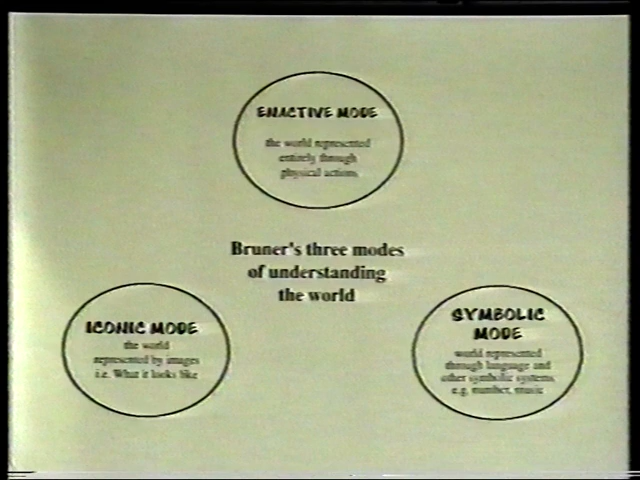 ENACTIVE MODE
the world represented
entirely through
physical actions
Bruner's three modes
of understanding
the world
ICONIC MODE
the world
represented by images
i.e. What it looks like
SYMBOLIC
MODE
world represented
through language and
other symbolic systems
e.g. number, music